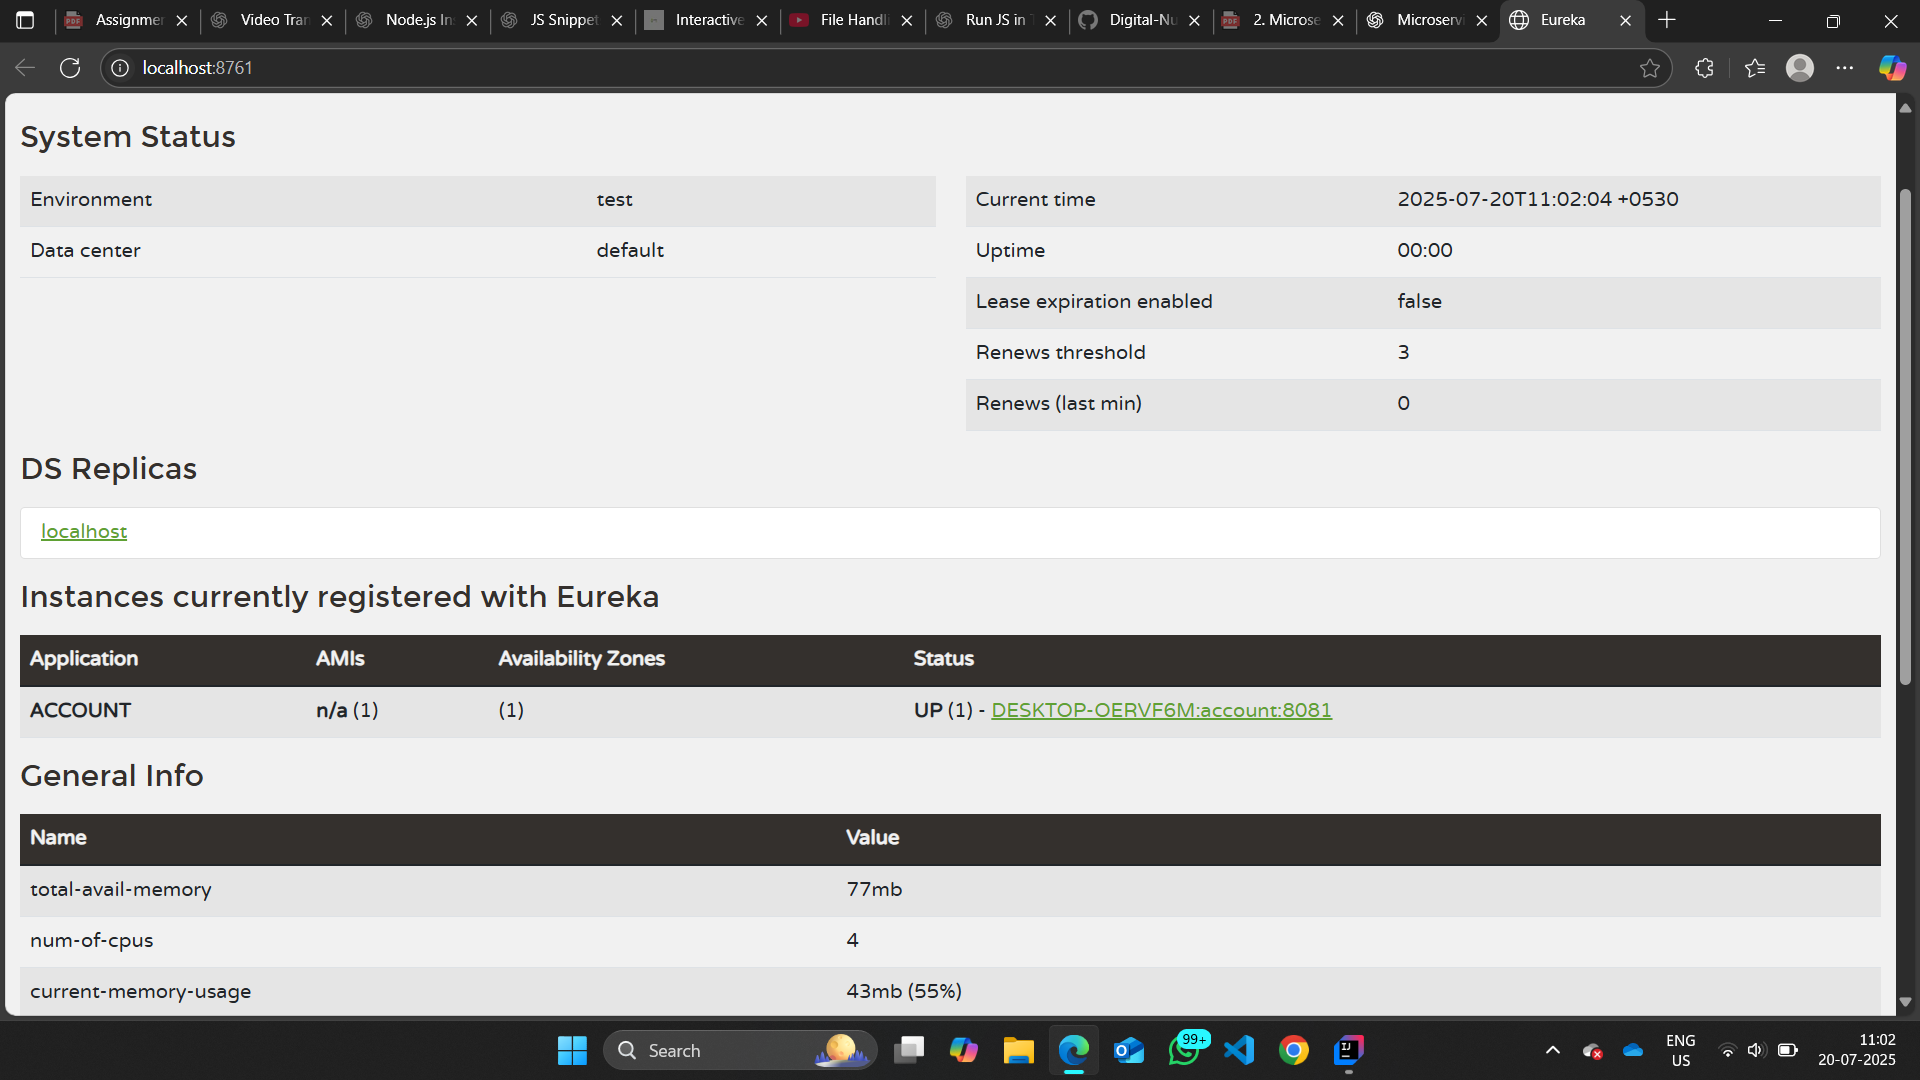 Assignmen
Video Tran
Node.js In
JS Snippet
Interactive
File Handli
Run JS in T
Digital-Nu
2. Microse
Microservi
Eureka
localhost:8761
System Status
Environment test
Data center default
Current time 2025-07-20T11:02:04 +0530
Uptime 00:00
Lease expiration enabled false
Renews threshold 3
Renews (last min) 0
DS Replicas
localhost
Instances currently registered with Eureka
Application AMIs Availability Zones Status
ACCOUNT n/a (1) (1) UP (1) - DESKTOP-OERVF6M:account:8081
General Info
Name Value
total-avail-memory 77mb
num-of-cpus 4
current-memory-usage 43mb (55%)
Search
99+
ENG
US
11:02
20-07-2025